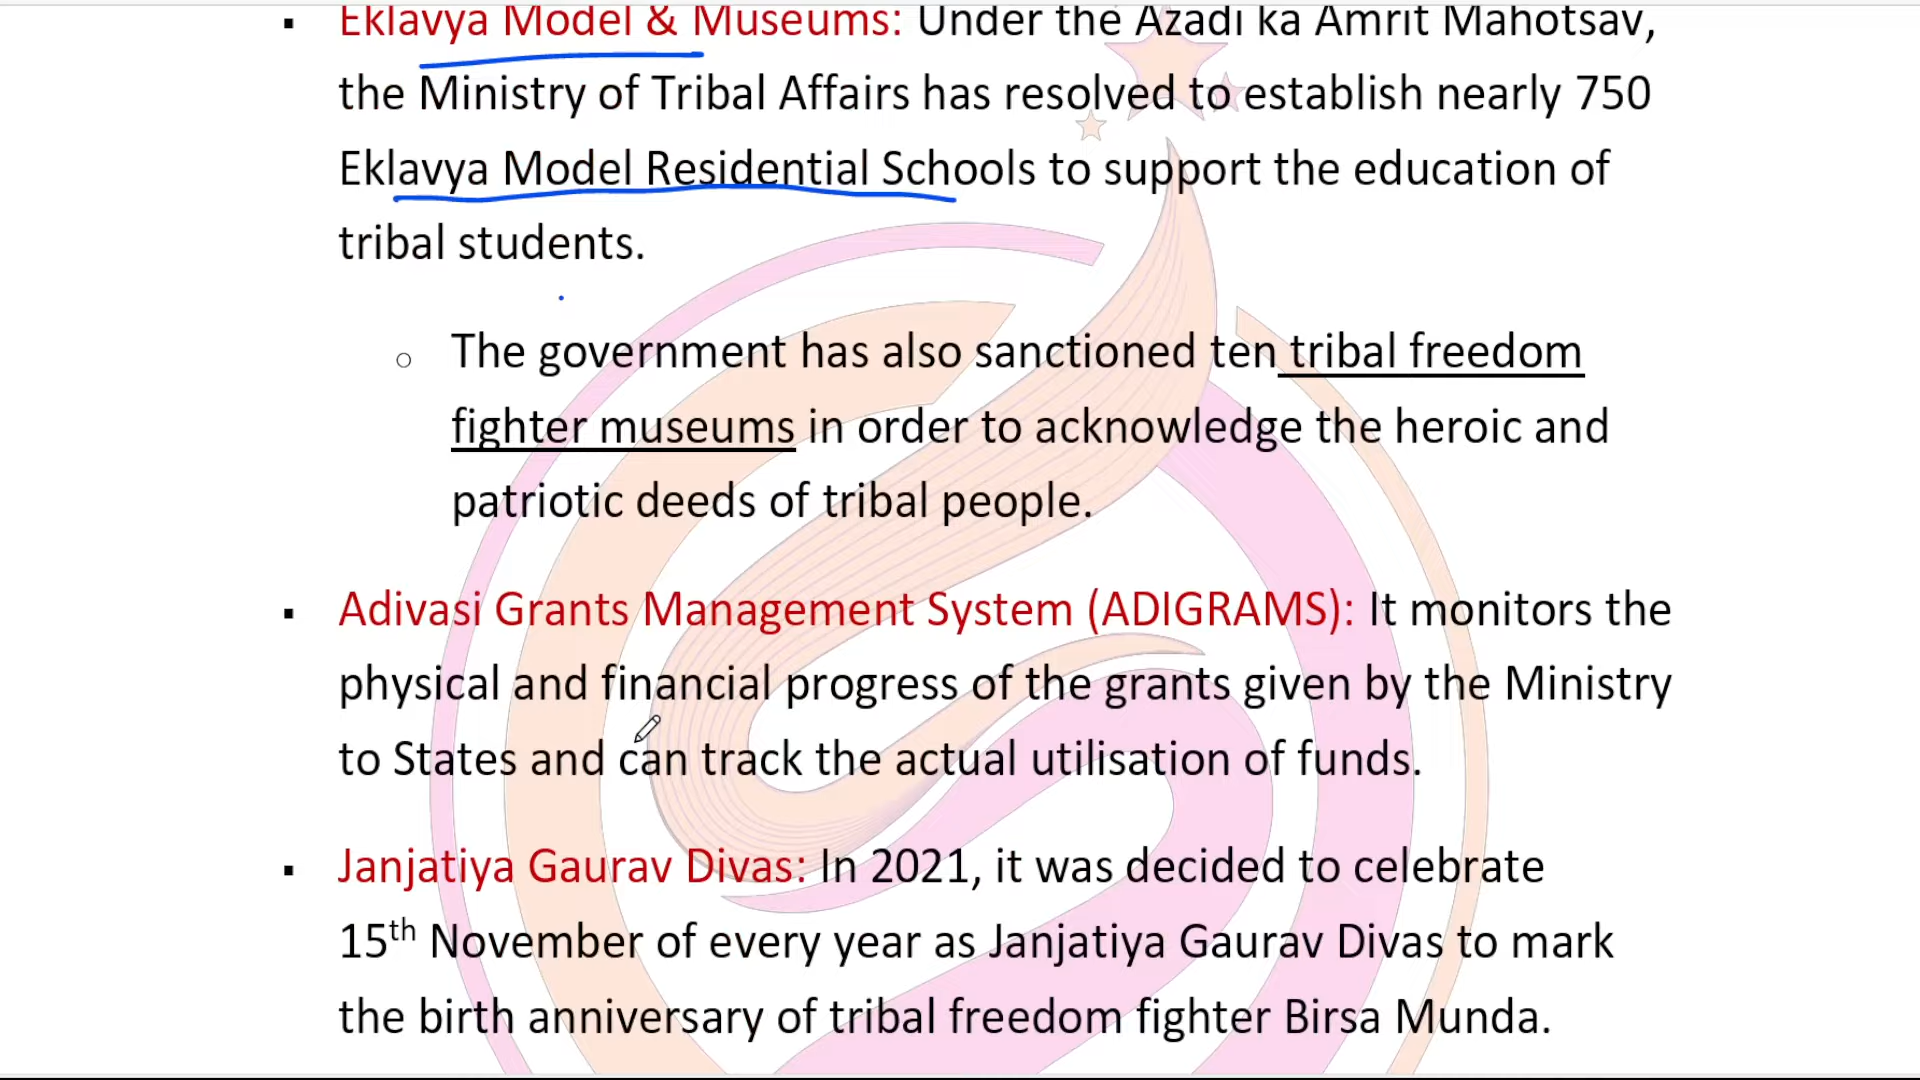 ▪ Eklavya Model & Museums: Under the Azadi ka Amrit Mahotsav,
the Ministry of Tribal Affairs has resolved to establish nearly 750
Eklavya Model Residential Schools to support the education of
tribal students.
○ The government has also sanctioned ten tribal freedom
fighter museums in order to acknowledge the heroic and
patriotic deeds of tribal people.
▪ Adivasi Grants Management System (ADIGRAMS): It monitors the
physical and financial progress of the grants given by the Ministry
to States and can track the actual utilisation of funds.
▪ Janjatiya Gaurav Divas: In 2021, it was decided to celebrate
15th November of every year as Janjatiya Gaurav Divas to mark
the birth anniversary of tribal freedom fighter Birsa Munda.